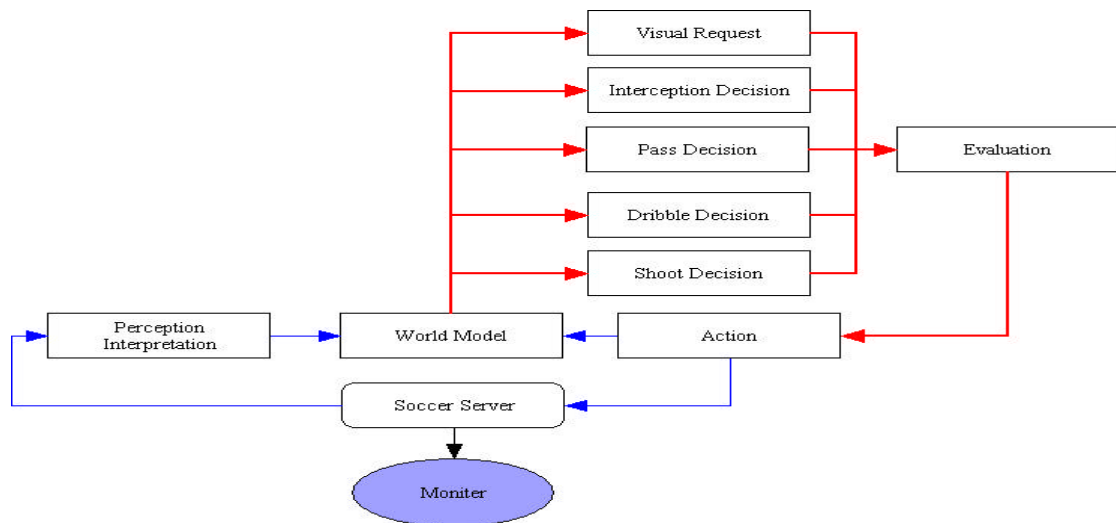 Visual Request
Interception Decision
Pass Decision
Evaluation
Dribble Decision
Shoot Decision
Perception
Interpretation
World Model
Action
Soccer Server
Moniter